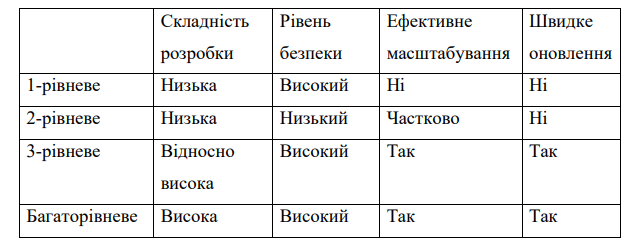 Складність Рівень Ефективне Швидке
розробки безпеки масштабування оновлення
1-рівневе Низька Високий Ні Ні
2-рівневе Низька Низький Частково Ні
3-рівневе Відносно Високий Так Так
висока
Багаторівневе Висока Високий Так Так